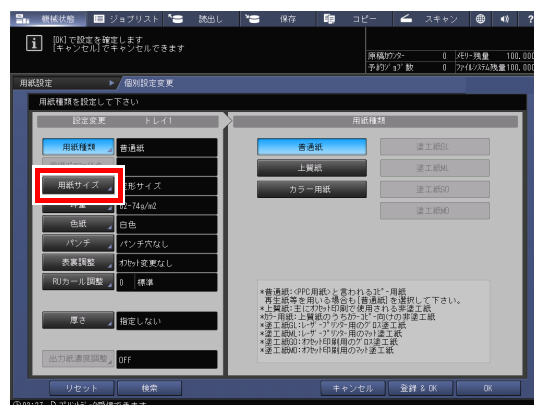 機械状態 ジョブリスト 読出し 保存 コピー スキャン ?
[OK]で設定を確定します
[キャンセル]でキャンセルできます
原稿カウンター 0 メモリー残量 100.000
予約ジョブ数 0 ファイルシステム残量 100.000
用紙設定 個別設定変更
用紙種類を設定して下さい
設定変更 トレイ1 用紙種類
用紙種類 普通紙 普通紙 塗工紙GL
上質紙 塗工紙ML
用紙サイズ 定形サイズ カラー用紙 塗工紙GO
62-74g/m2 塗工紙MO
色紙 白色
パンチ パンチ穴なし
表裏調整 オフセット変更なし
RUカール調整 0 標準
*普通紙:<PPC用紙>と言われるコピー用紙
再生紙等を用いる場合も[普通紙]を選択して下さい。
*上質紙:主にオフセット印刷で使用される非塗工紙
*カラー用紙:上質紙のうちカラーコピー向けの非塗工紙
*塗工紙GL:レーザープリンター用のグロス塗工紙
*塗工紙ML:レーザープリンター用のマット塗工紙
*塗工紙GO:オフセット印刷用のグロス塗工紙
*塗工紙MO:オフセット印刷用のマット塗工紙
厚さ 指定しない
出力紙濃度調整 OFF
リセット 検索 キャンセル 登録 & OK OK